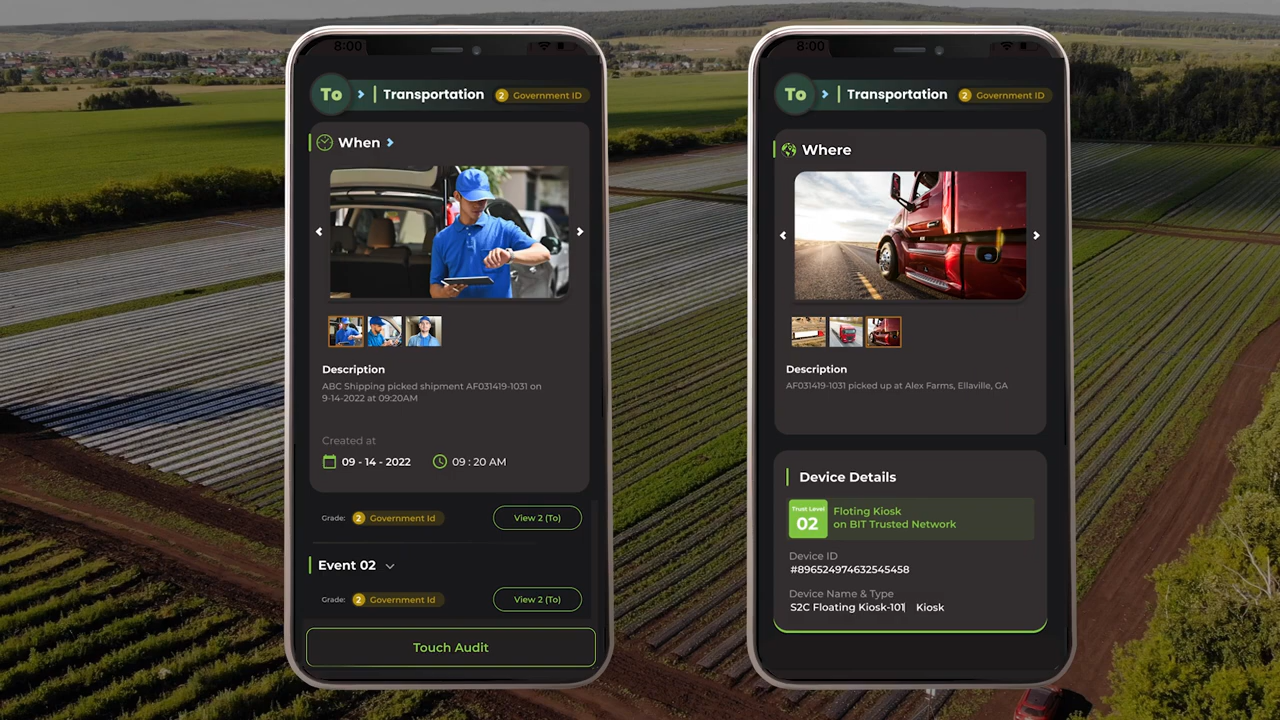 8:00
To
Transportation
2 Government ID
When
Description
ABC Shipping picked shipment AF031419-1031 on
9-14-2022 at 09:20AM
Created at
09 - 14 - 2022
09 : 20 AM
Grade: 2 Government Id
View 2 (To)
Event 02
Grade: 2 Government Id
View 2 (To)
Touch Audit
8:00
To
Transportation
2 Government ID
Where
Description
AF031419-1031 picked up at Alex Farms, Ellaville, GA
Device Details
Trust Level
02
Floting Kiosk
on BIT Trusted Network
Device ID
#896524974632545458
Device Name & Type
S2C Floating Kiosk-101| Kiosk